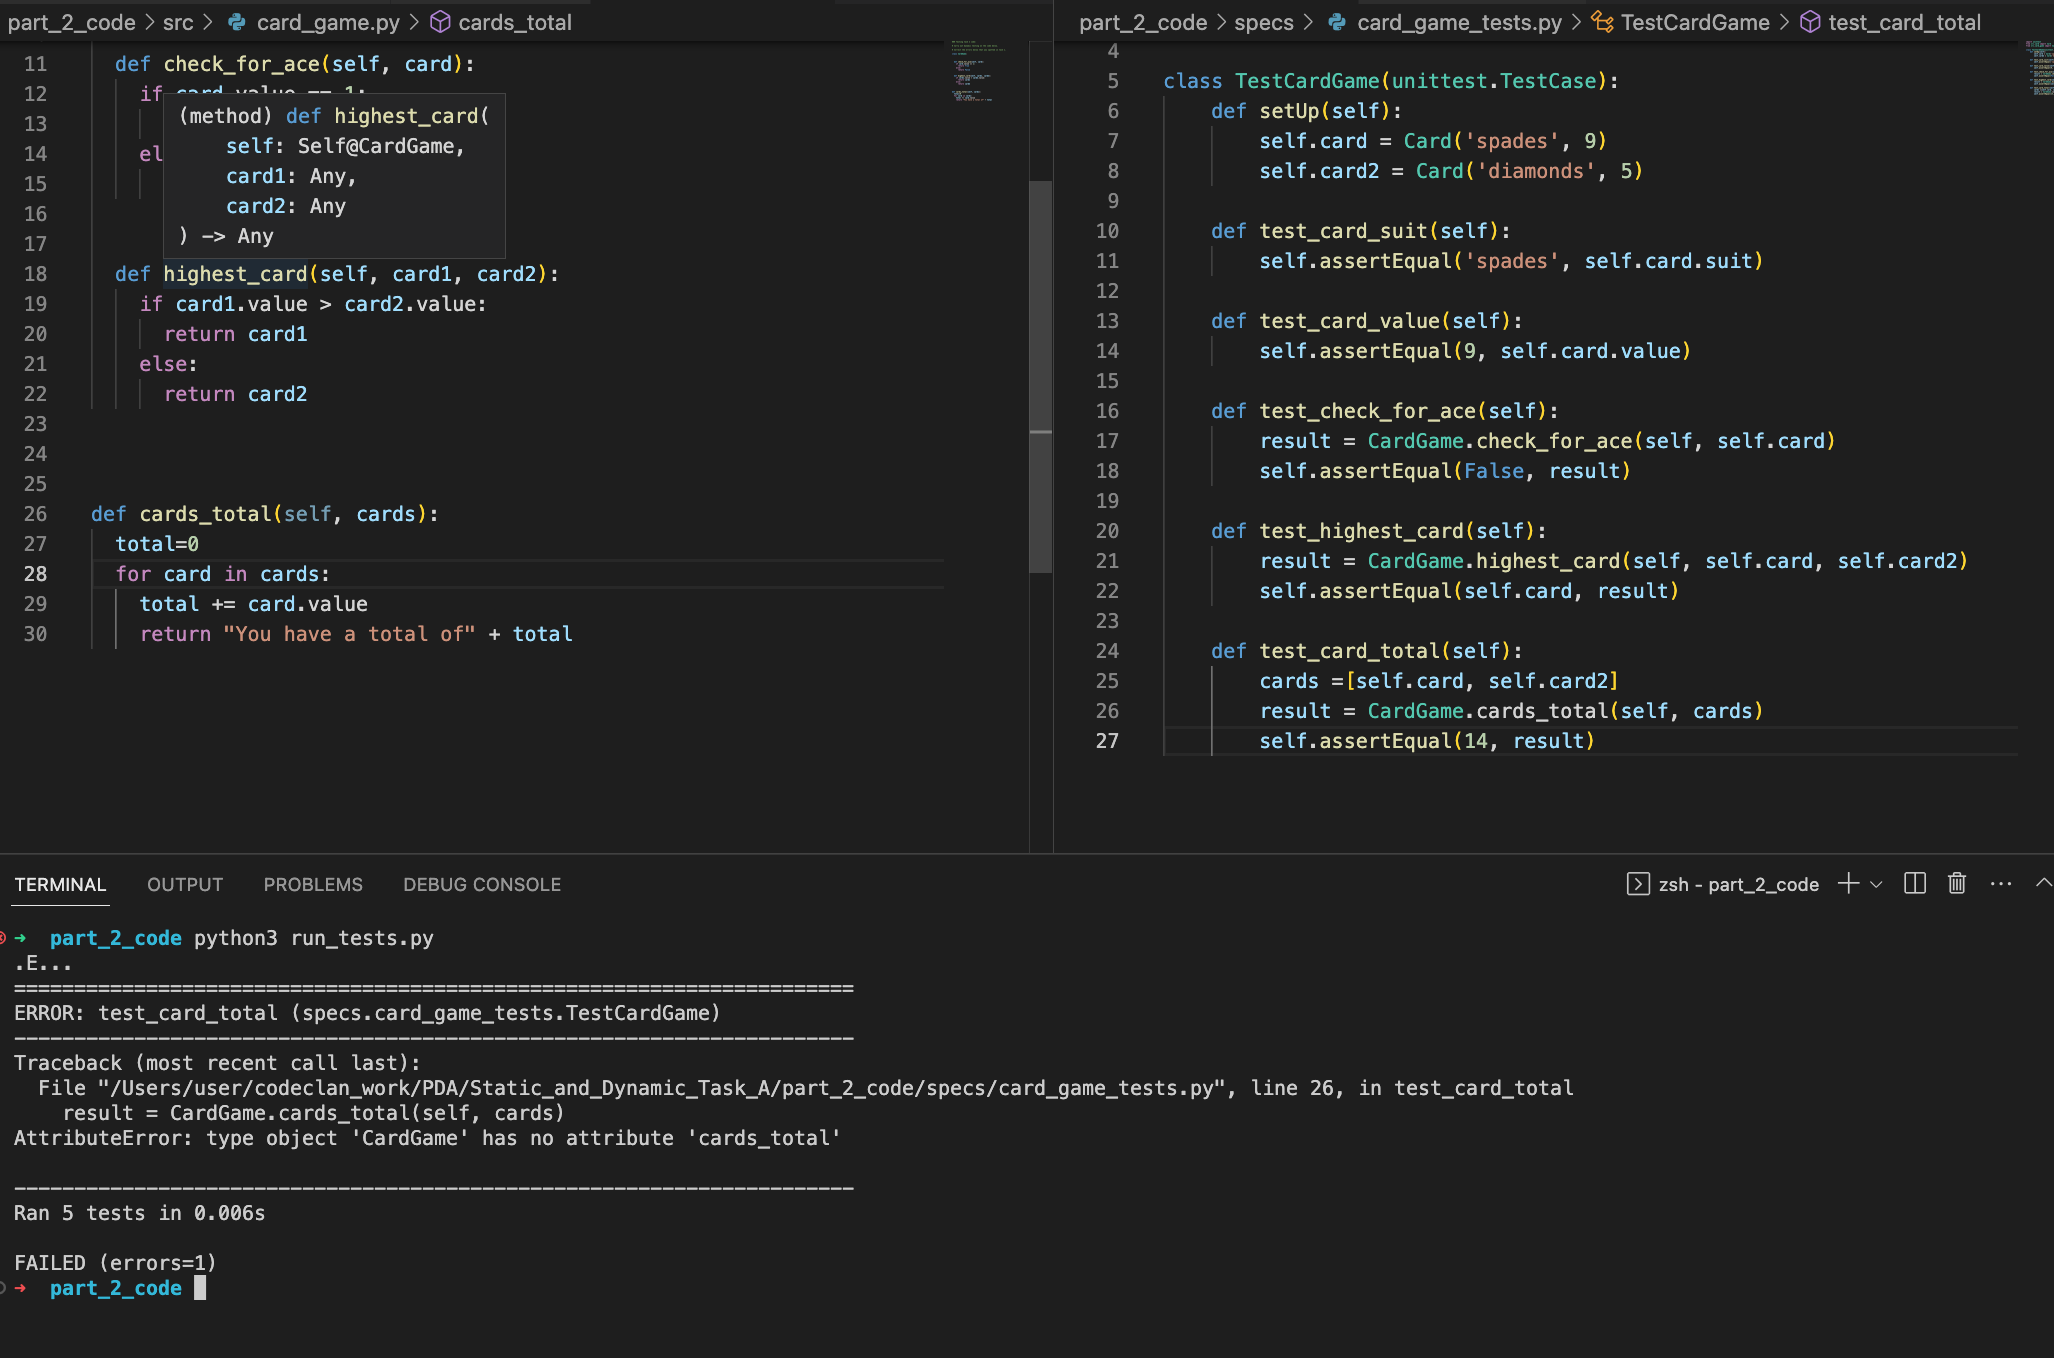 part_2_code > src > card_game.py > cards_total
11 def check_for_ace(self, card):
12 if card.value == 1:
13
14 el
15
16
17
(method) def highest_card(
self: Self@CardGame,
card1: Any,
card2: Any
) -> Any
18 def highest_card(self, card1, card2):
19 if card1.value > card2.value:
20 return card1
21 else:
22 return card2
23
24
25
26 def cards_total(self, cards):
27 total=0
28 for card in cards:
29 total += card.value
30 return "You have a total of" + total
part_2_code > specs > card_game_tests.py > TestCardGame > test_card_total
4
5 class TestCardGame(unittest.TestCase):
6 def setUp(self):
7 self.card = Card('spades', 9)
8 self.card2 = Card('diamonds', 5)
9
10 def test_card_suit(self):
11 self.assertEqual('spades', self.card.suit)
12
13 def test_card_value(self):
14 self.assertEqual(9, self.card.value)
15
16 def test_check_for_ace(self):
17 result = CardGame.check_for_ace(self, self.card)
18 self.assertEqual(False, result)
19
20 def test_highest_card(self):
21 result = CardGame.highest_card(self, self.card, self.card2)
22 self.assertEqual(self.card, result)
23
24 def test_card_total(self):
25 cards =[self.card, self.card2]
26 result = CardGame.cards_total(self, cards)
27 self.assertEqual(14, result)
TERMINAL OUTPUT PROBLEMS DEBUG CONSOLE zsh - part_2_code
→ part_2_code python3 run_tests.py
.E...
======================================================================
ERROR: test_card_total (specs.card_game_tests.TestCardGame)
----------------------------------------------------------------------
Traceback (most recent call last):
File "/Users/user/codeclan_work/PDA/Static_and_Dynamic_Task_A/part_2_code/specs/card_game_tests.py", line 26, in test_card_total
result = CardGame.cards_total(self, cards)
AttributeError: type object 'CardGame' has no attribute 'cards_total'
----------------------------------------------------------------------
Ran 5 tests in 0.006s
FAILED (errors=1)
→ part_2_code